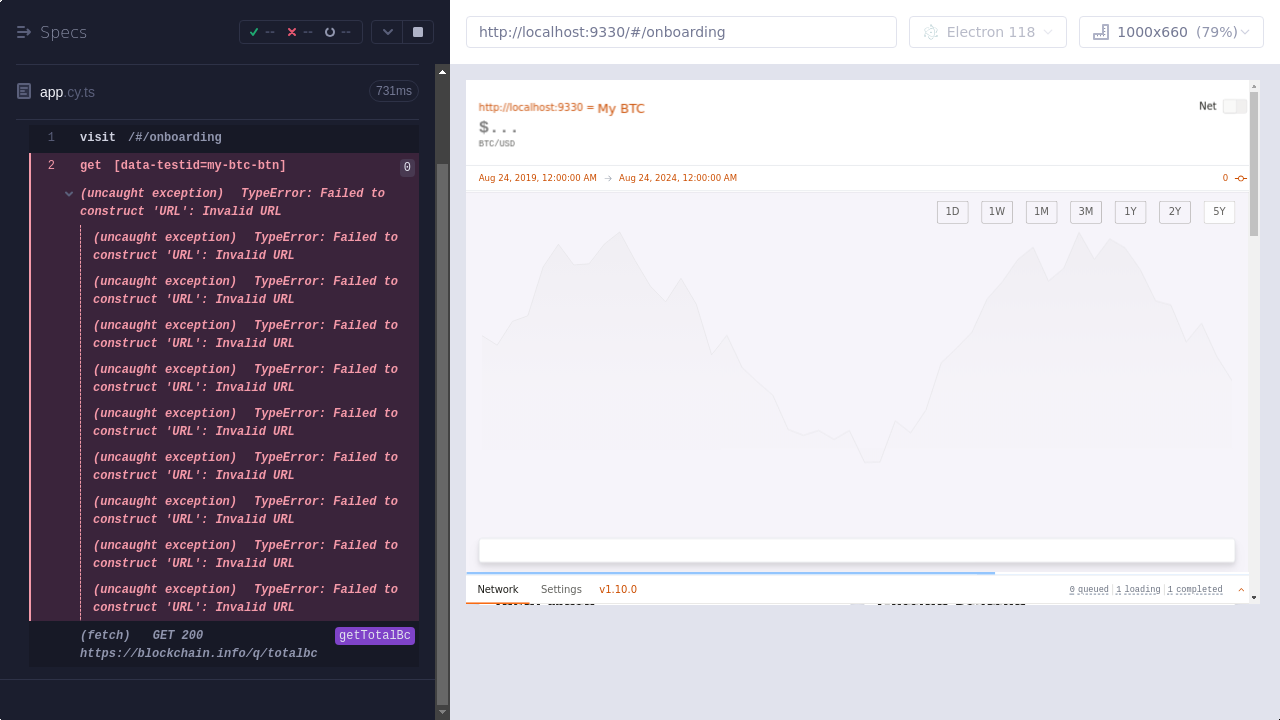 Specs
--
--
--
http://localhost:9330/#/onboarding
Electron 118
1000x660 (79%)
app.cy.ts
731ms
1 visit /#/onboarding
2 get [data-testid=my-btc-btn] 0
(uncaught exception) TypeError: Failed to
construct 'URL': Invalid URL
(uncaught exception) TypeError: Failed to
construct 'URL': Invalid URL
(uncaught exception) TypeError: Failed to
construct 'URL': Invalid URL
(uncaught exception) TypeError: Failed to
construct 'URL': Invalid URL
(uncaught exception) TypeError: Failed to
construct 'URL': Invalid URL
(uncaught exception) TypeError: Failed to
construct 'URL': Invalid URL
(uncaught exception) TypeError: Failed to
construct 'URL': Invalid URL
(uncaught exception) TypeError: Failed to
construct 'URL': Invalid URL
(uncaught exception) TypeError: Failed to
construct 'URL': Invalid URL
(uncaught exception) TypeError: Failed to
construct 'URL': Invalid URL
(fetch) GET 200 getTotalBc
https://blockchain.info/q/totalbc
http://localhost:9330 = My BTC
Net
$...
BTC/USD
Aug 24, 2019, 12:00:00 AM → Aug 24, 2024, 12:00:00 AM
0
1D 1W 1M 3M 1Y 2Y 5Y
Network Settings v1.10.0
0 queued 1 loading 1 completed